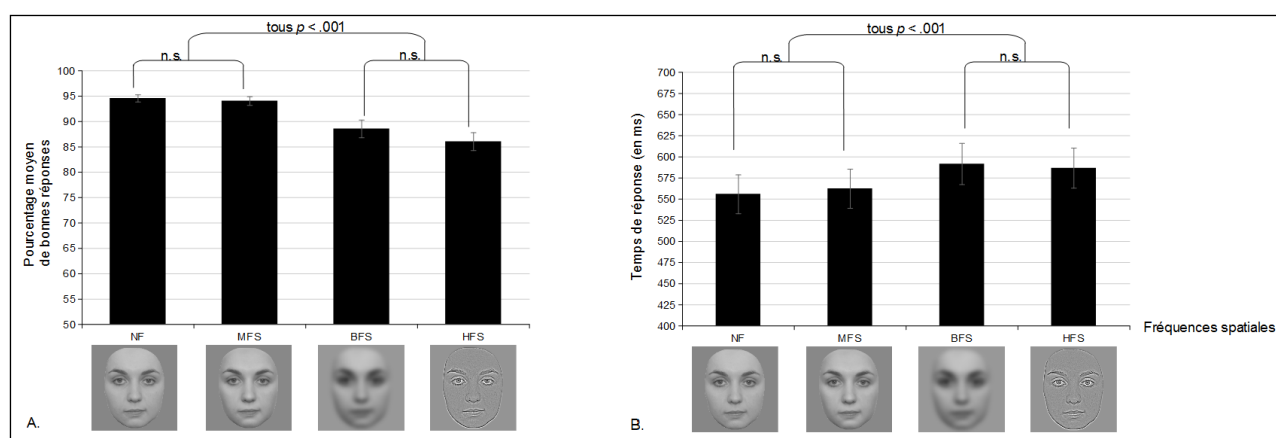 tous p < .001
n.s.
n.s.
100
95
90
85
80
75
70
65
60
55
50
Pourcentage moyen
de bonnes réponses
NF
MFS
BFS
HFS
A.
tous p < .001
n.s.
n.s.
700
675
650
625
600
575
550
525
500
475
450
425
400
Temps de réponse (en ms)
NF
MFS
BFS
HFS
Fréquences spatiales
B.